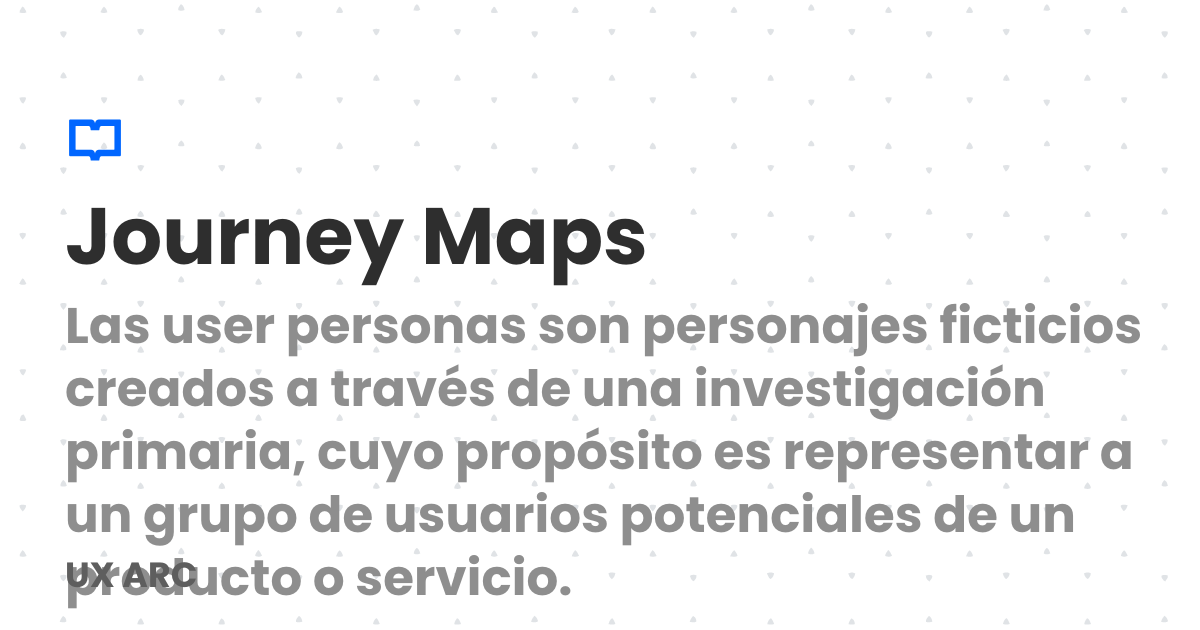 Journey Maps
Las user personas son personajes ficticios
creados a través de una investigación
primaria, cuyo propósito es representar a
un grupo de usuarios potenciales de un
producto o servicio.
UX ARC